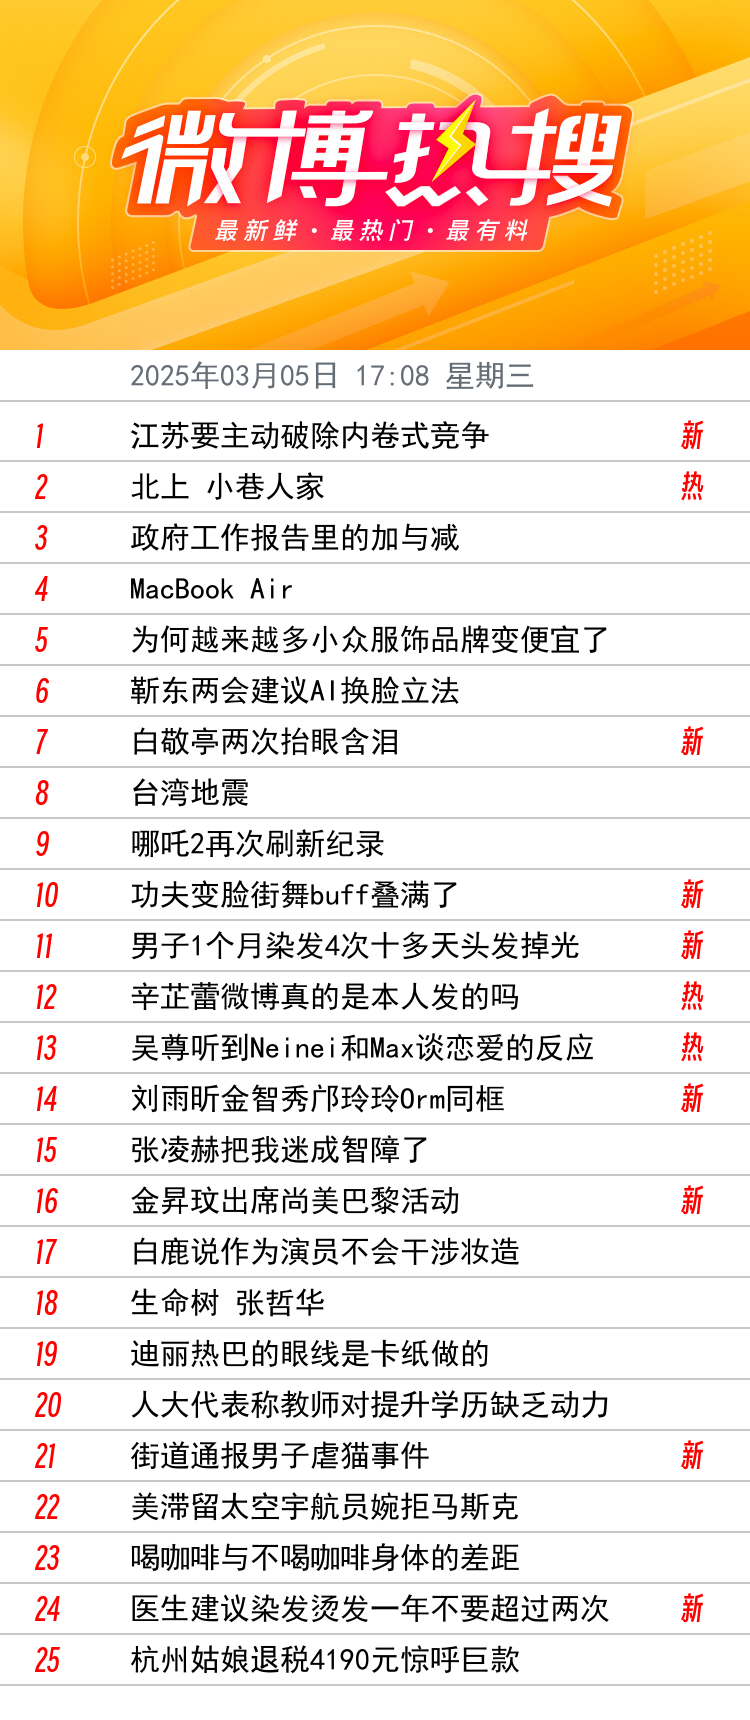 微博热搜
最新鲜·最热门·最有料
2025年03月05日 17:08 星期三
1 江苏要主动破除内卷式竞争 新
2 北上 小巷人家 热
3 政府工作报告里的加与减
4 MacBook Air
5 为何越来越多小众服饰品牌变便宜了
6 靳东两会建议AI换脸立法
7 白敬亭两次抬眼含泪 新
8 台湾地震
9 哪吒2再次刷新纪录
10 功夫变脸街舞buff叠满了 新
11 男子1个月染发4次十多天头发掉光 新
12 辛芷蕾微博真的是本人发的吗 热
13 吴尊听到Neinei和Max谈恋爱的反应 热
14 刘雨昕金智秀邝玲玲Orm同框 新
15 张凌赫把我迷成智障了
16 金昇玟出席尚美巴黎活动 新
17 白鹿说作为演员不会干涉妆造
18 生命树 张哲华
19 迪丽热巴的眼线是卡纸做的
20 人大代表称教师对提升学历缺乏动力
21 街道通报男子虐猫事件 新
22 美滞留太空宇航员婉拒马斯克
23 喝咖啡与不喝咖啡身体的差距
24 医生建议染发烫发一年不要超过两次 新
25 杭州姑娘退税4190元惊呼巨款